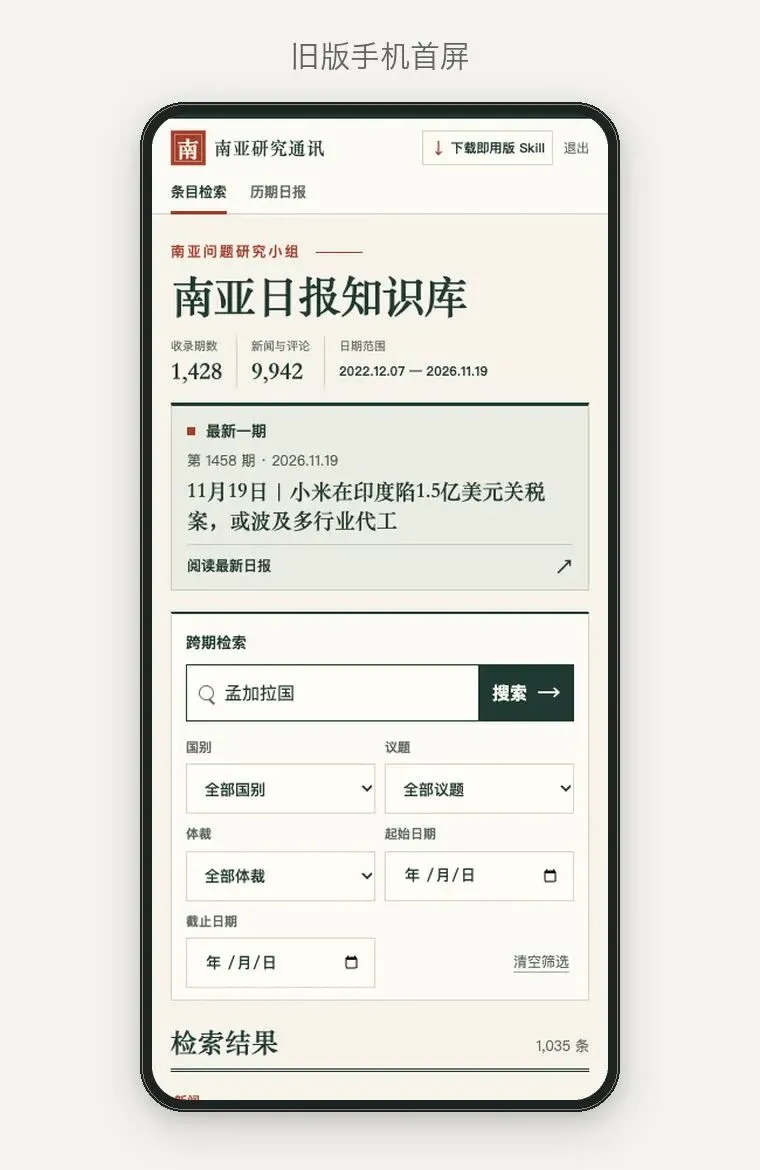 旧版手机首屏
南 南亚研究通讯 ↓ 下载即用版 Skill 退出
条目检索 历期日报
南亚问题研究小组
南亚日报知识库
收录期数 新闻与评论 日期范围
1,428 9,942 2022.12.07 — 2026.11.19
最新一期
第 1458 期 · 2026.11.19
11月19日 | 小米在印度陷1.5亿美元关税
案，或波及多行业代工
阅读最新日报 ↗
跨期检索
孟加拉国 搜索 →
国别 议题
全部国别 全部议题
体裁 起始日期
全部体裁 年 /月/日
截止日期
年 /月/日 清空筛选
检索结果 1,035 条
新闻